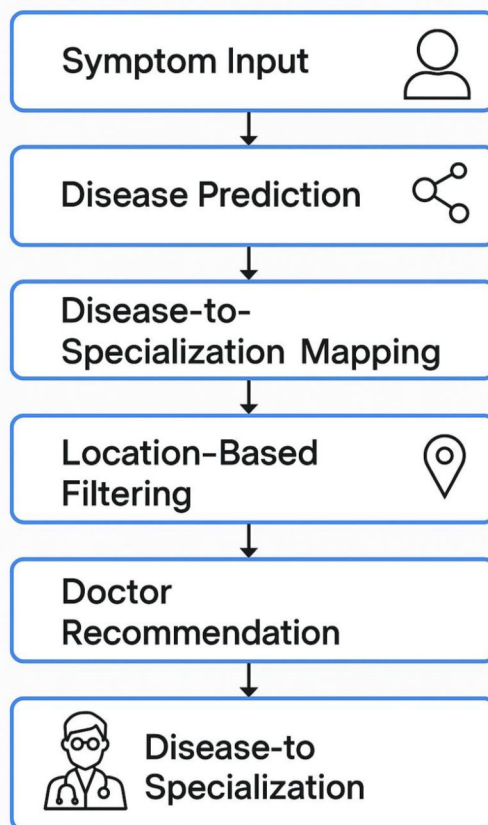 Symptom Input
Disease Prediction
Disease-to-
Specialization Mapping
Location-Based
Filtering
Doctor
Recommendation
Disease-to
Specialization